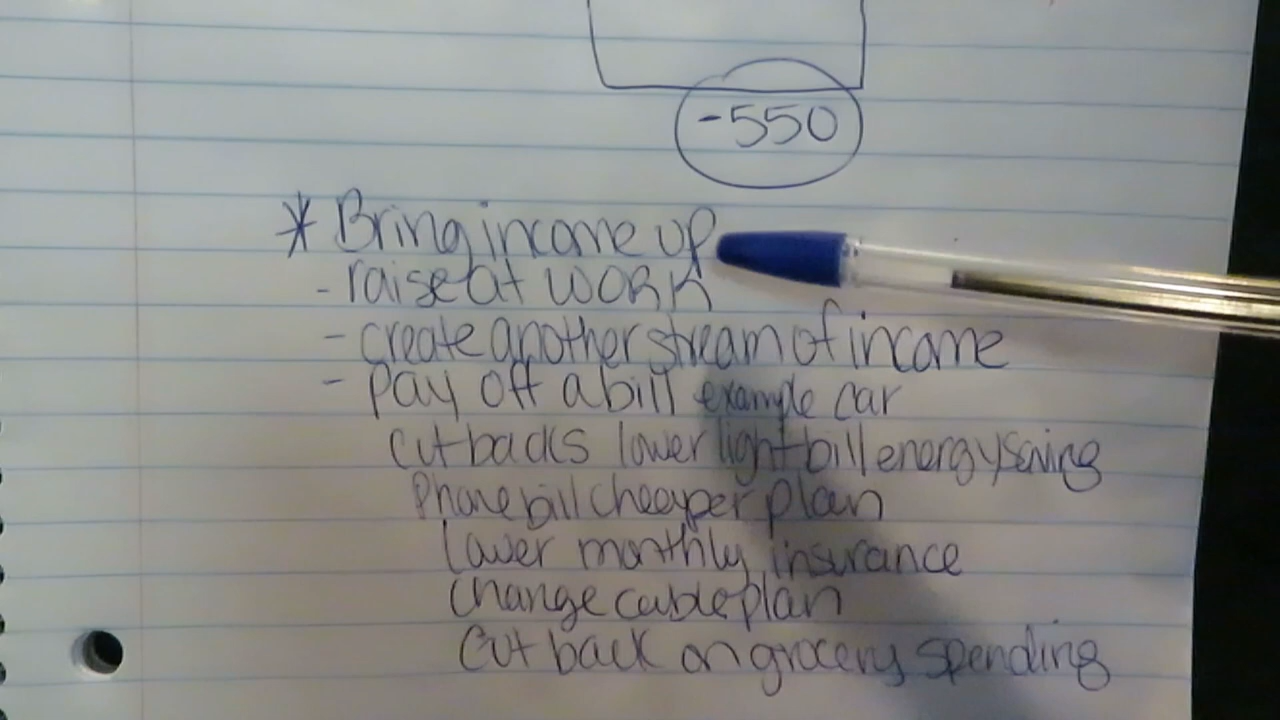 -550
* Bring income up
- raise at work
- create another stream of income
- pay off a bill example car
cut backs lower light bill energy saving
Phone bill cheaper plan
lower monthly insurance
change cable plan
cut back on grocery spending